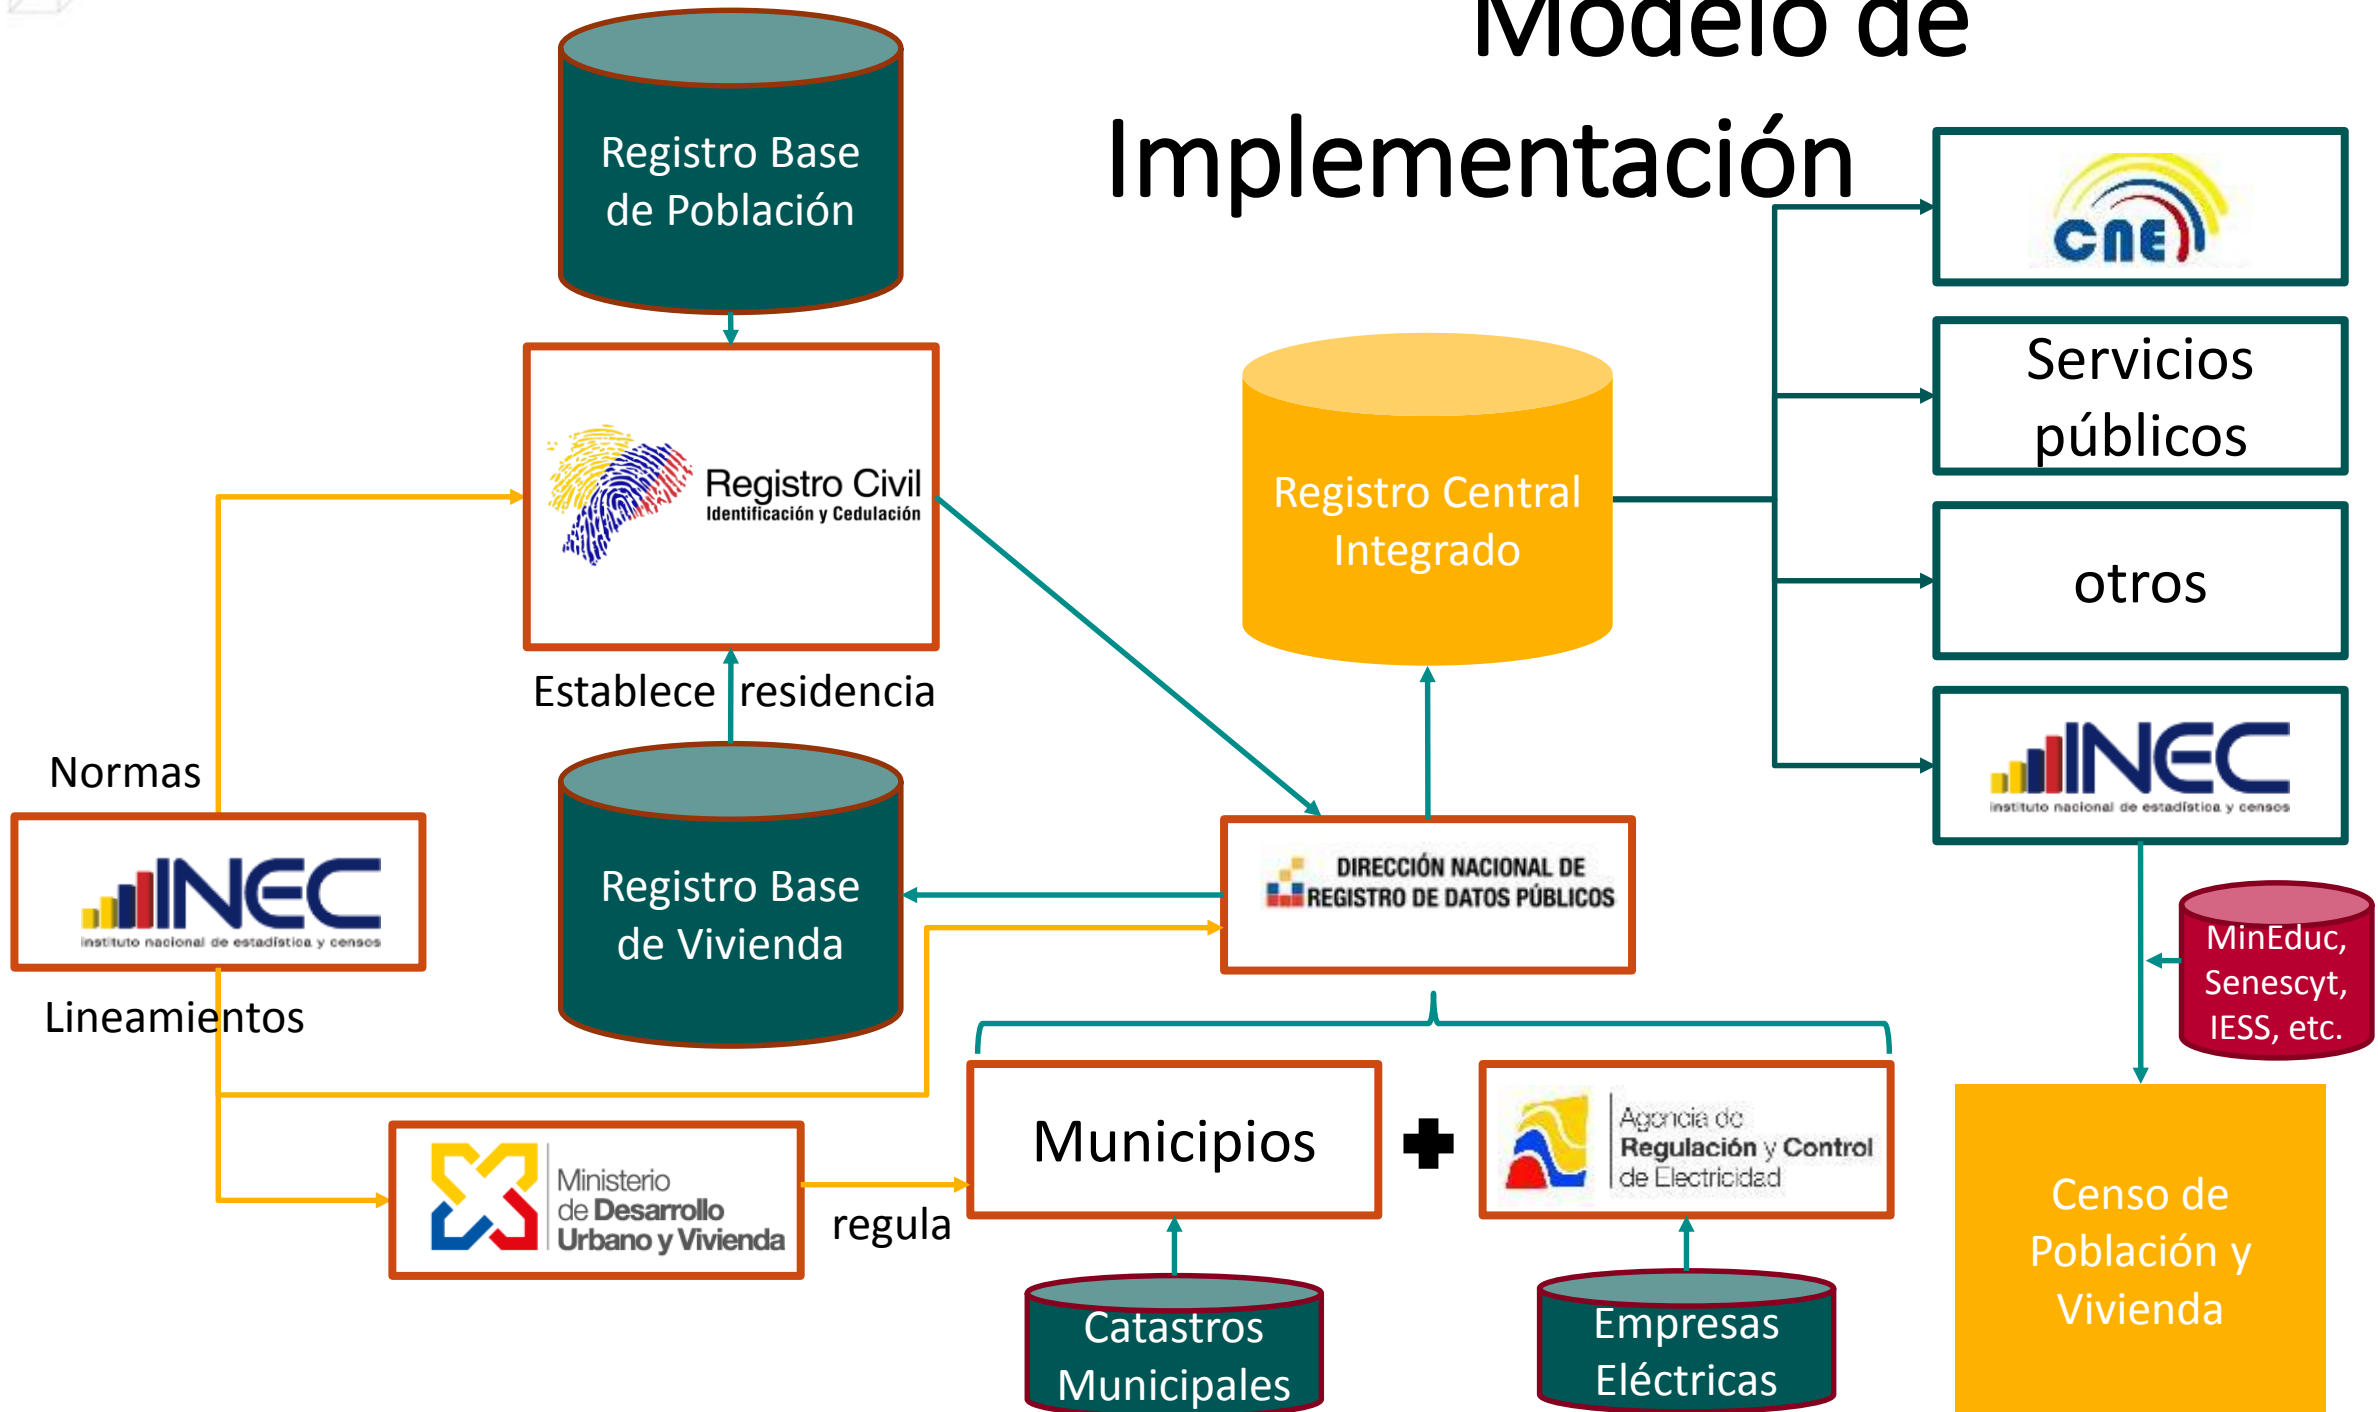 Modelo de
Implementación
Registro Base
de Población
Registro Civil
Identificación y Cedulación
Establece residencia
Normas
INEC
instituto nacional de estadística y censos
Lineamientos
Registro Base
de Vivienda
Ministerio
de Desarrollo
Urbano y Vivienda
regula
Registro Central
Integrado
DIRECCIÓN NACIONAL DE
REGISTRO DE DATOS PÚBLICOS
Municipios
Agencia de
Regulación y Control
de Electricidad
Catastros
Municipales
Empresas
Eléctricas
CNE
Servicios
públicos
otros
INEC
instituto nacional de estadística y censos
MinEduc,
Senescyt,
IESS, etc.
Censo de
Población y
Vivienda